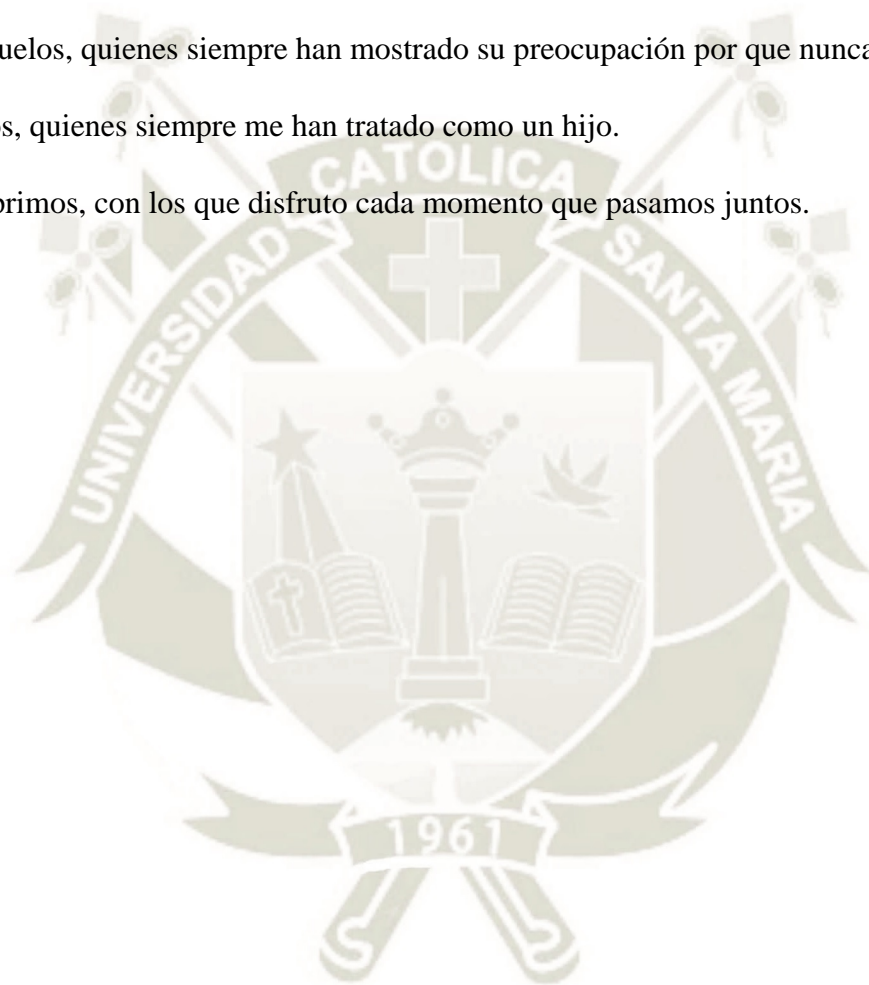 uelos, quienes siempre han mostrado su preocupación por que nunca
os, quienes siempre me han tratado como un hijo.
primos, con los que disfruto cada momento que pasamos juntos.
UNIVERSIDAD CATOLICA SANTA MARIA
1961